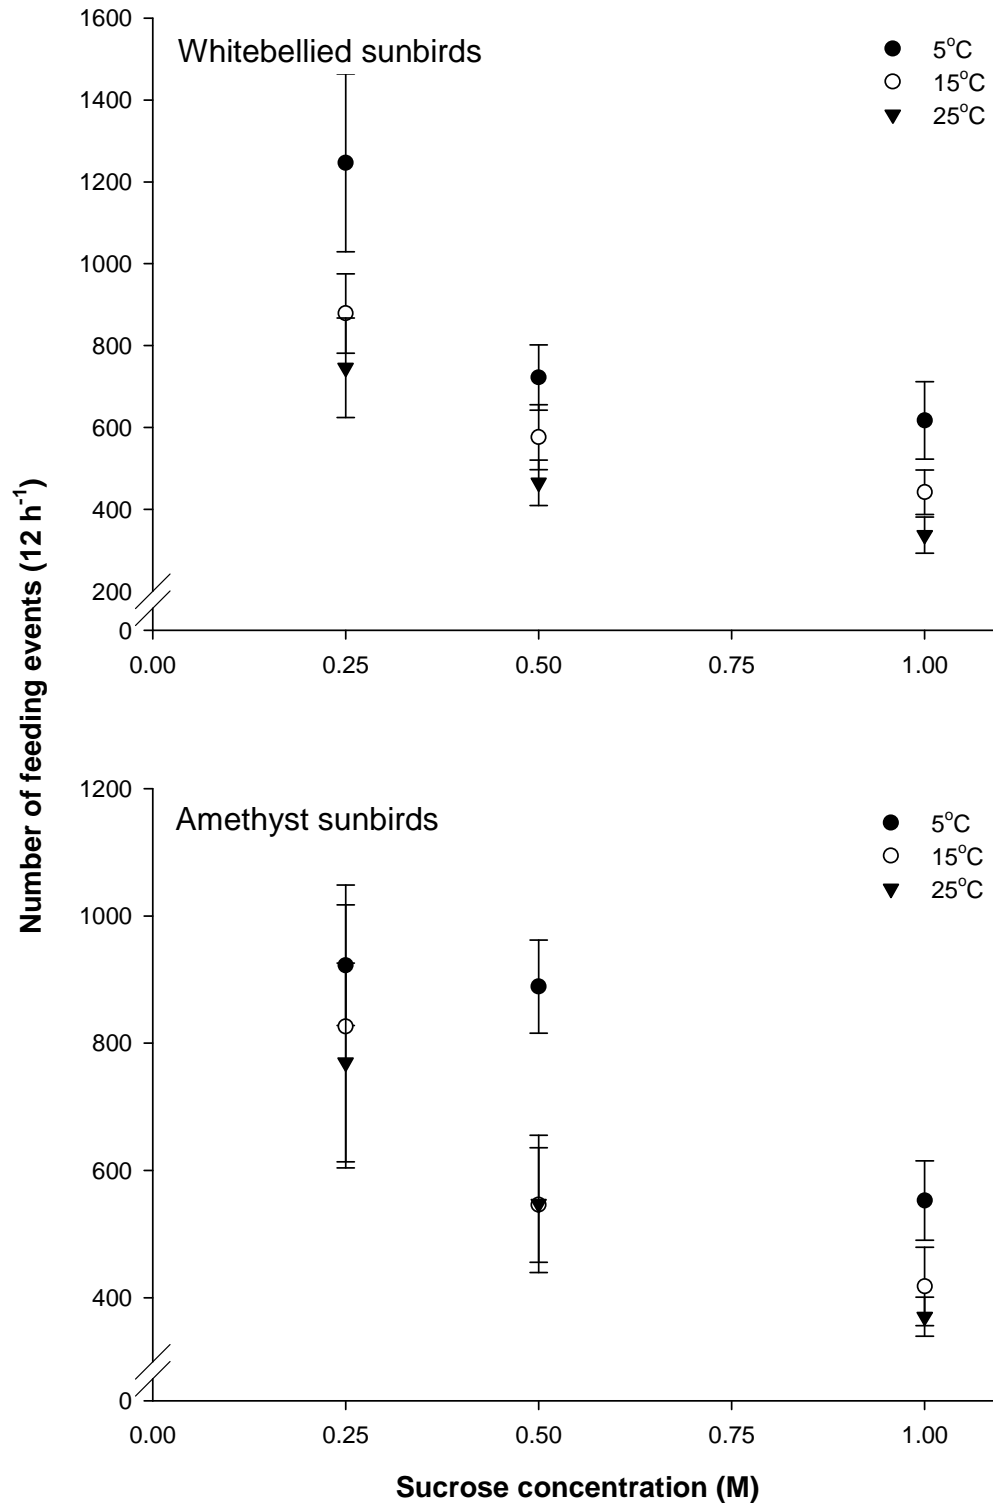 1600
Whitebellied sunbirds
5°C
15°C
25°C
1400
1200
1000
800
600
400
200
0
0.00 0.25 0.50 0.75 1.00
Number of feeding events (12 h⁻¹)
1200
Amethyst sunbirds
5°C
15°C
25°C
1000
800
600
400
0
0.00 0.25 0.50 0.75 1.00
Sucrose concentration (M)